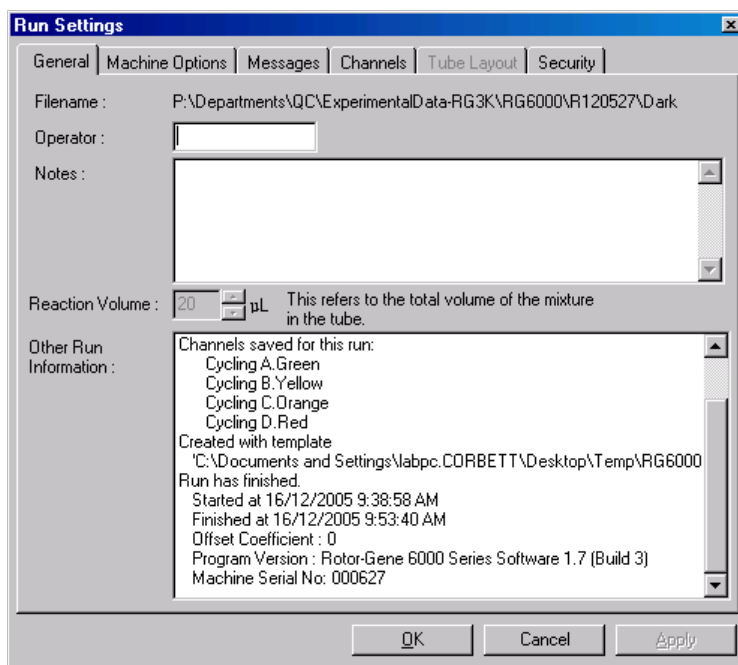 Run Settings
General Machine Options Messages Channels Tube Layout Security
Filename : P:\Departments\QC\ExperimentalData-RG3K\RG6000\R120527\Dark
Operator :
Notes :
Reaction Volume : 20 µL This refers to the total volume of the mixture
in the tube.
Other Run
Information :
Channels saved for this run:
Cycling A.Green
Cycling B.Yellow
Cycling C.Orange
Cycling D.Red
Created with template
'C:\Documents and Settings\labpc.CORBETT\Desktop\Temp\RG6000
Run has finished.
Started at 16/12/2005 9:38:58 AM
Finished at 16/12/2005 9:53:40 AM
Offset Coefficient : 0
Program Version : Rotor-Gene 6000 Series Software 1.7 (Build 3)
Machine Serial No: 000627
OK Cancel Apply